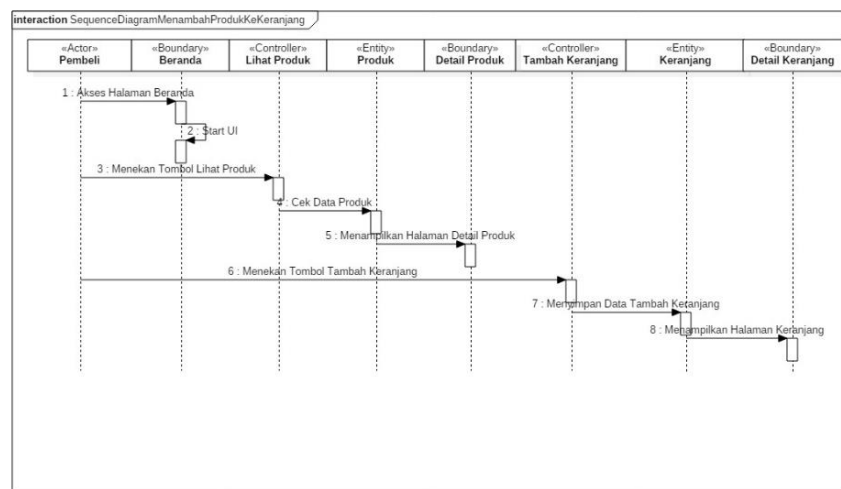 interaction SequenceDiagramMenambahProdukKeKeranjang
«Actor» «Boundary» «Controller» «Entity» «Boundary» «Controller» «Entity» «Boundary»
Pembeli Beranda Lihat Produk Produk Detail Produk Tambah Keranjang Keranjang Detail Keranjang
1 : Akses Halaman Beranda
2 : Start UI
3 : Menekan Tombol Lihat Produk
4 : Cek Data Produk
5 : Menampilkan Halaman Detail Produk
6 : Menekan Tombol Tambah Keranjang
7 : Menyimpan Data Tambah Keranjang
8 : Menampilkan Halaman Keranjang